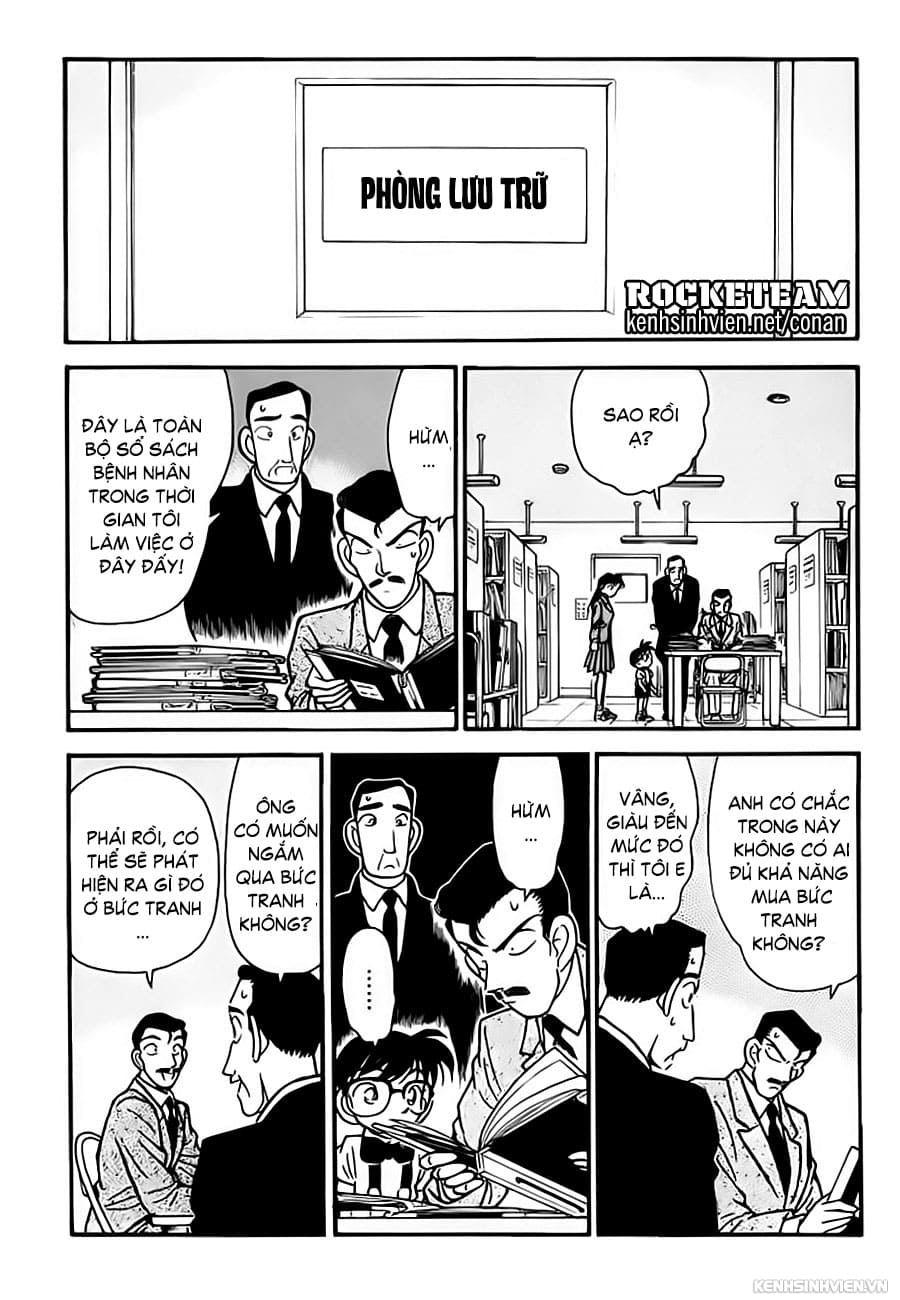 PHÒNG LƯU TRỮ
ROCKETEAM
kenhsinhvien.net/conan
SAO RỒI
Ạ?
HỪM
...
ĐÂY LÀ TOÀN
BỘ SỔ SÁCH
BỆNH NHÂN
TRONG THỜI
GIAN TÔI
LÀM VIỆC Ở
ĐÂY ĐẤY!
ANH CÓ CHẮC
TRONG NÀY
KHÔNG CÓ AI
ĐỦ KHẢ NĂNG
MUA BỨC
TRANH
KHÔNG?
VÂNG,
GIÀU ĐẾN
MỨC ĐÓ
THÌ TÔI E
LÀ...
HỪM
...
......
ÔNG
CÓ MUỐN
NGẮM
QUA BỨC
TRANH
KHÔNG?
PHẢI RỒI, CÓ
THỂ SẼ PHÁT
HIỆN RA GÌ ĐÓ
Ở BỨC TRANH
...
KENHSINHVIEN.VN